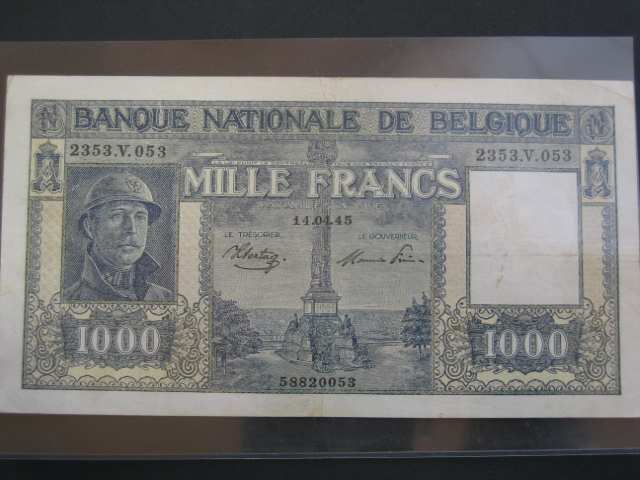 BANQUE NATIONALE DE BELGIQUE
2353.V.053
2353.V.053
MILLE FRANCS
14.04.45
LE TRÉSORIER
LE GOUVERNEUR
1000
1000
58820053